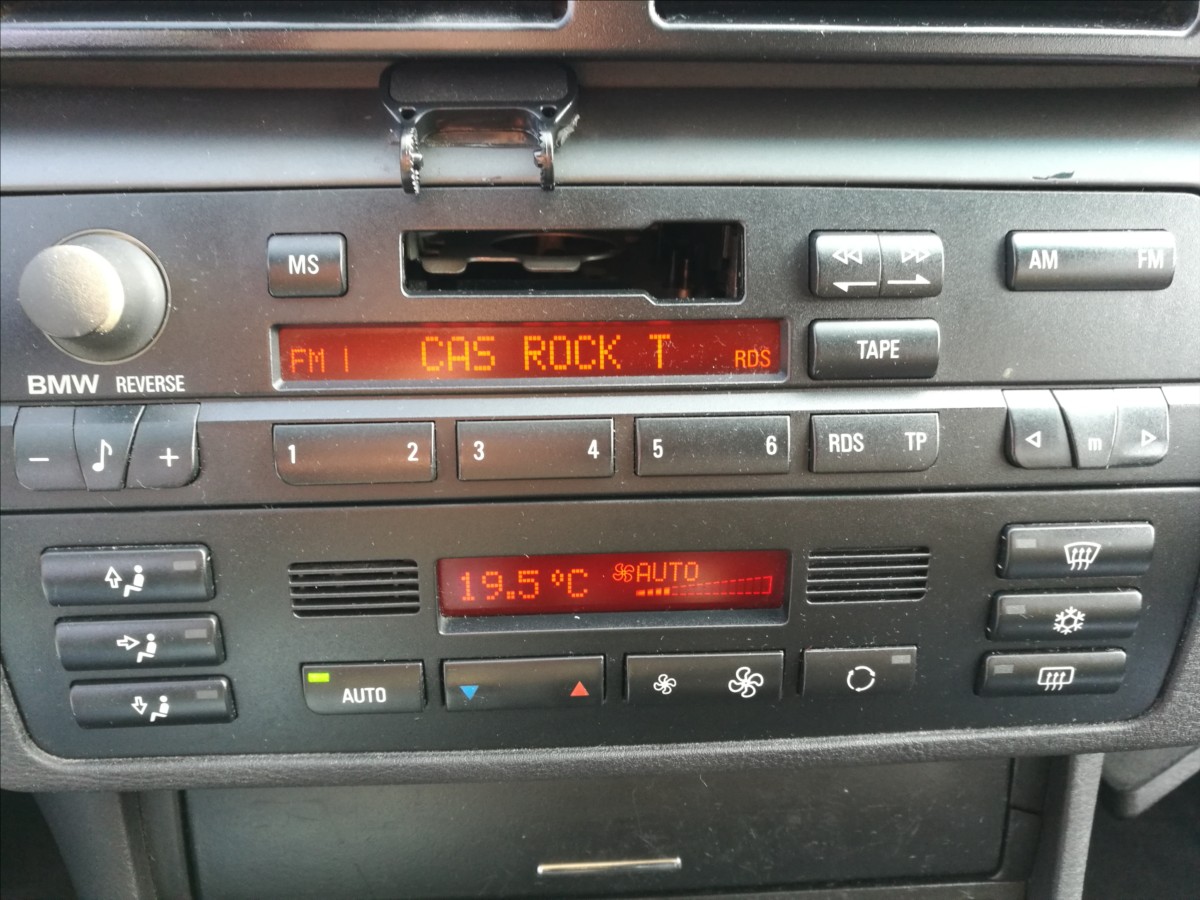 MS
AM FM
FM 1 CAS ROCK T RDS
TAPE
BMW REVERSE
− +
1 2 3 4 5 6 RDS TP m
19.5°C AUTO
AUTO